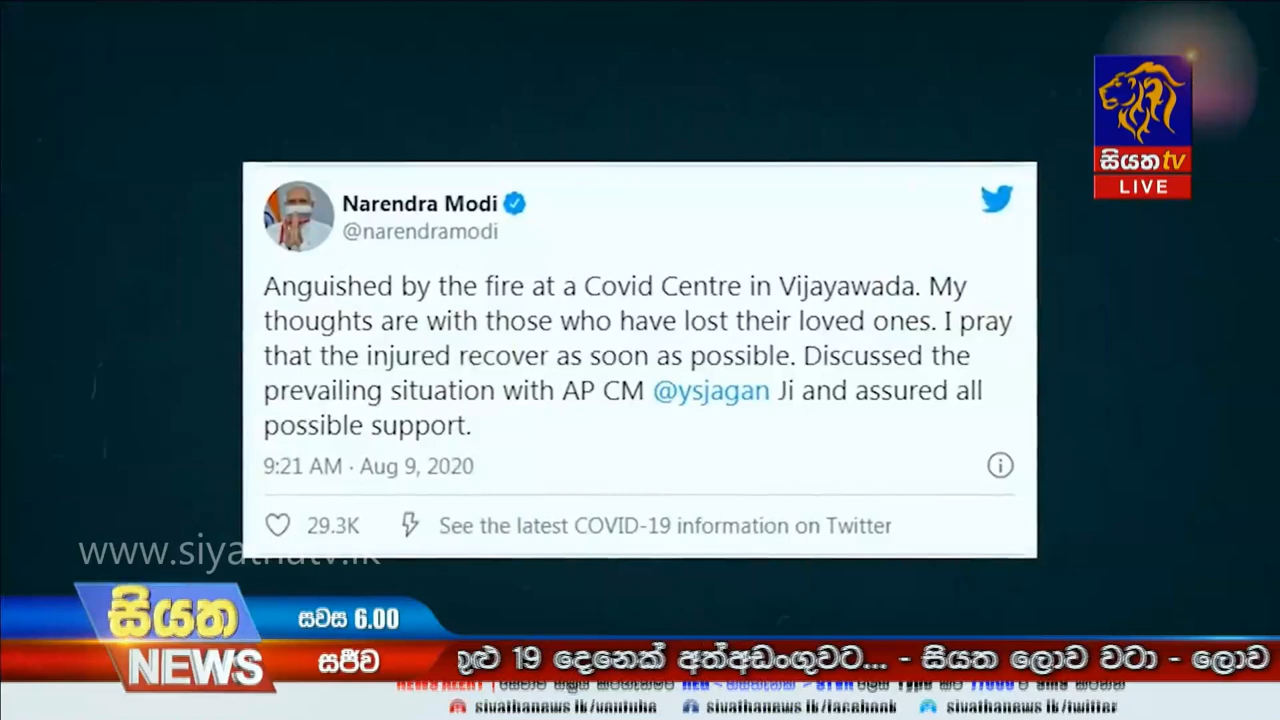 සියත tv
LIVE
Narendra Modi
@narendramodi
Anguished by the fire at a Covid Centre in Vijayawada. My
thoughts are with those who have lost their loved ones. I pray
that the injured recover as soon as possible. Discussed the
prevailing situation with AP CM @ysjagan Ji and assured all
possible support.
9:21 AM · Aug 9, 2020
29.3K See the latest COVID-19 information on Twitter
www.siyathatv.lk
සියත
NEWS
සවස 6.00
සජීව
19 දෙනෙක් අත්අඩංගුවට... - සියත ලොව වටා - ලොව
siyathanews.lk/youtube siyathanews.lk/facebook siyathanews.lk/twitter